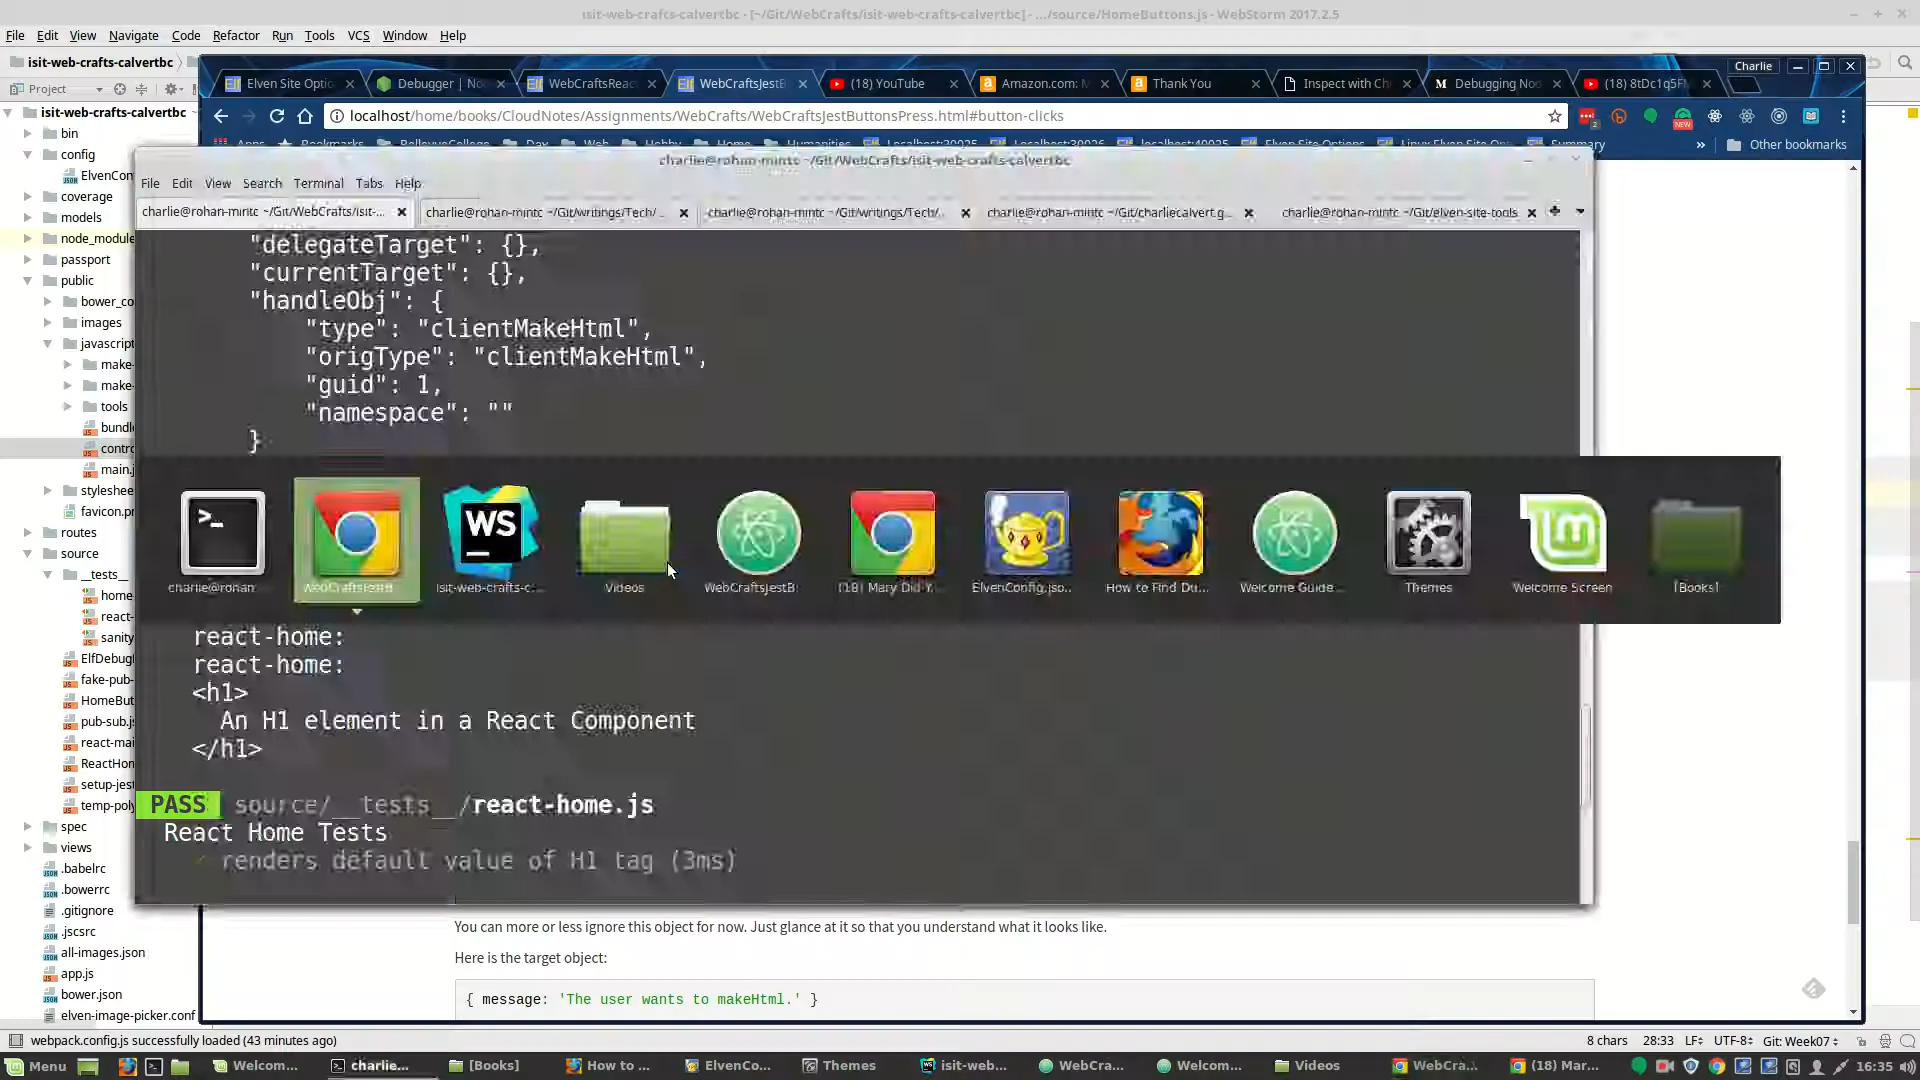 isit-web-crafts-calvertbc - [~/Git/WebCrafts/isit-web-crafts-calvertbc] - .../source/HomeButtons.js - WebStorm 2017.2.5
File Edit View Navigate Code Refactor Run Tools VCS Window Help
isit-web-crafts-calvertbc
Charlie
Project
Elven Site Optio
Debugger | No
WebCraftsReac
WebCraftsJestB
(18) YouTube
Amazon.com: M
Thank You
Inspect with Ch
Debugging Nod
(18) 8tDc1q5F
localhost/home/books/CloudNotes/Assignments/WebCrafts/WebCraftsJestButtonsPress.html#button-clicks
Apps Bookmarks BellevueCollege Dax Web Hobby Home Humanities Localhost30025 Localhost30026 localhost40025 Elven Site Options Linux Elven Site Op Summary
» Other bookmarks
isit-web-crafts-calvertbc
bin
config
ElvenCon
coverage
models
node_module
passport
public
bower_co
images
javascript
make-
make-
tools
bundl
contro
main.j
styleshee
favicon.pn
routes
source
__tests__
home
react-
sanity
ElfDebug
fake-pub-
HomeBut
pub-sub.js
react-mai
ReactHom
setup-jest
temp-poly
spec
views
.babelrc
.bowerrc
.gitignore
.jscsrc
all-images.json
app.js
bower.json
elven-image-picker.conf
charlie@rohan-mintc ~/Git/WebCrafts/isit-web-crafts-calvertbc
File Edit View Search Terminal Tabs Help
charlie@rohan-mintc ~/Git/WebCrafts/isit-...
charlie@rohan-mintc ~/Git/writings/Tech/...
charlie@rohan-mintc ~/Git/writings/Tech/...
charlie@rohan-mintc ~/Git/charliecalvert.g...
charlie@rohan-mintc ~/Git/elven-site-tools
"delegateTarget": {},
"currentTarget": {},
"handleObj": {
"type": "clientMakeHtml",
"origType": "clientMakeHtml",
"guid": 1,
"namespace": ""
}
>_
WS
charlie@rohan
isit-web-crafts-c...
Videos
WebCraftsJestB
(18) Mary Did Y...
ElvenConfig.jso...
How to Find Du...
Welcome Guide
Themes
Welcome Screen
[Books]
react-home:
react-home:
<h1>
An H1 element in a React Component
</h1>
PASS source/__tests__/react-home.js
React Home Tests
✓ renders default value of H1 tag (3ms)
You can more or less ignore this object for now. Just glance at it so that you understand what it looks like.
Here is the target object:
{ message: 'The user wants to makeHtml.' }
webpack.config.js successfully loaded (43 minutes ago)
8 chars 28:33 LF÷ UTF-8÷ Git: Week07÷
Menu
Welcom...
charlie...
[Books]
How to ...
ElvenCo...
Themes
isit-web...
WebCra...
Welcom...
Videos
WebCra...
(18) Mar...
16:35